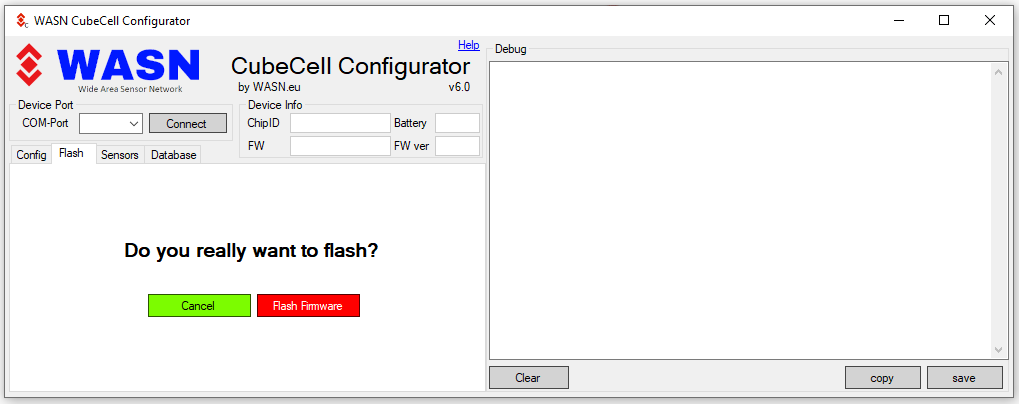 WASN CubeCell Configurator
WASN
Wide Area Sensor Network
Help
CubeCell Configurator
by WASN.eu
v6.0
Device Port
COM-Port
Connect
Device Info
ChipID
Battery
FW
FW ver
Config Flash Sensors Database
Do you really want to flash?
Cancel Flash Firmware
Debug
Clear copy save